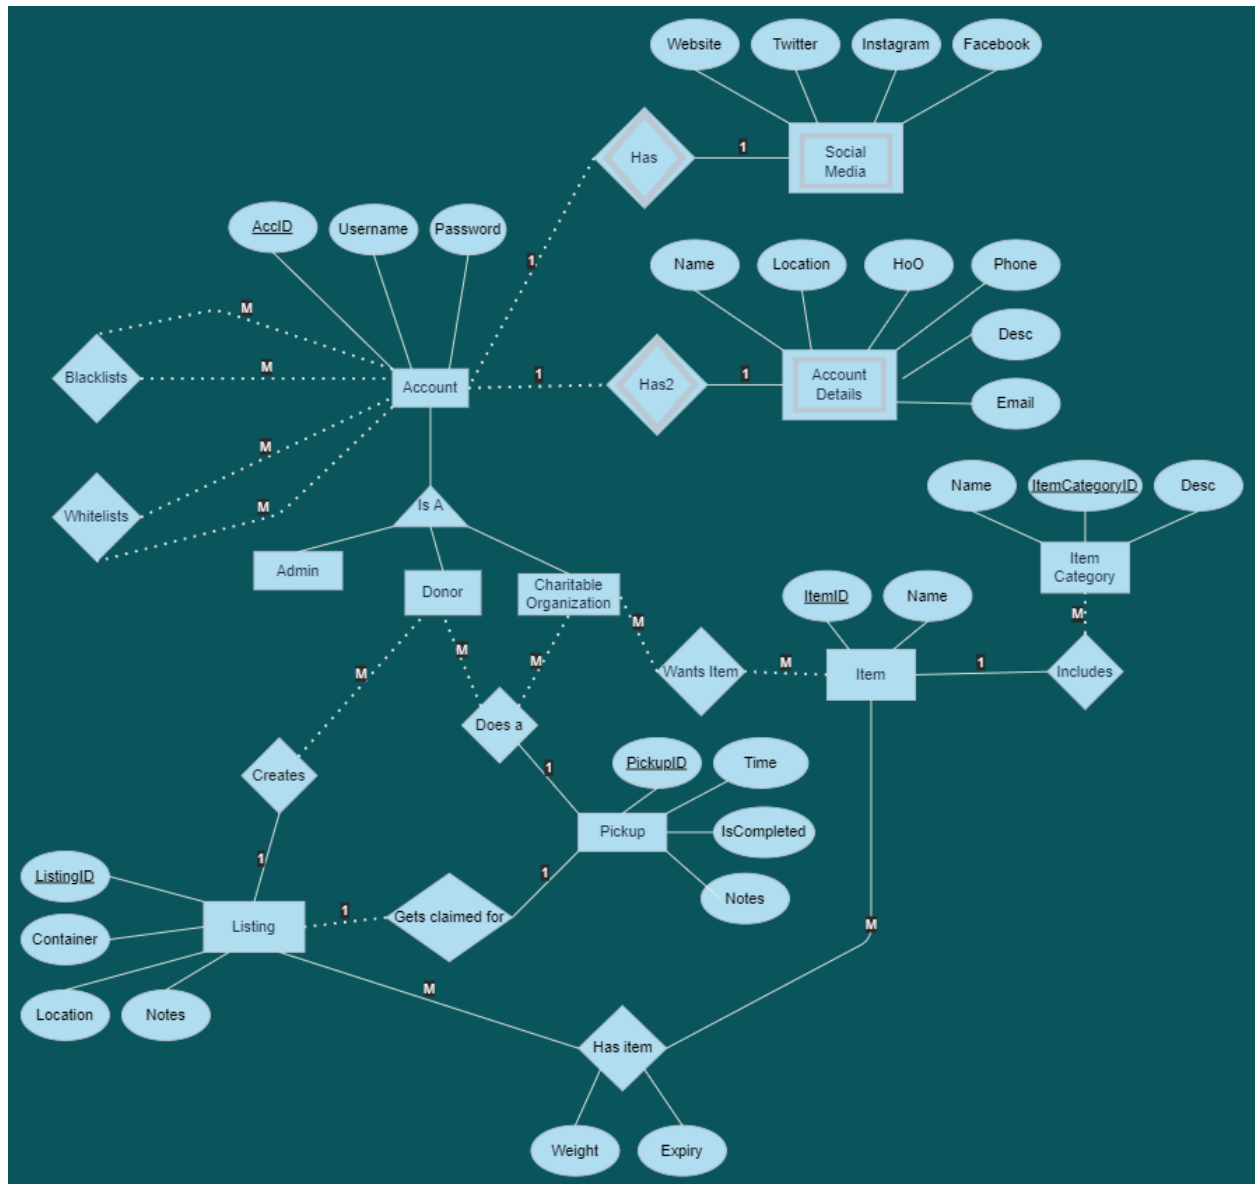 Website
Twitter
Instagram
Facebook
Has
1
Social
Media
AccID
Username
Password
1
Name
Location
HoO
Phone
Desc
Email
M
M
Blacklists
Account
1
Has2
1
Account
Details
M
M
Whitelists
Is A
Admin
Donor
Charitable
Organization
Name
ItemCategoryID
Desc
Item
Category
M
ItemID
Name
M
M
M
M
Wants Item
M
Item
1
Includes
Creates
Does a
1
PickupID
Time
Pickup
IsCompleted
Notes
1
1
ListingID
Container
Location
Notes
Listing
1
Gets claimed for
M
M
Has item
Weight
Expiry